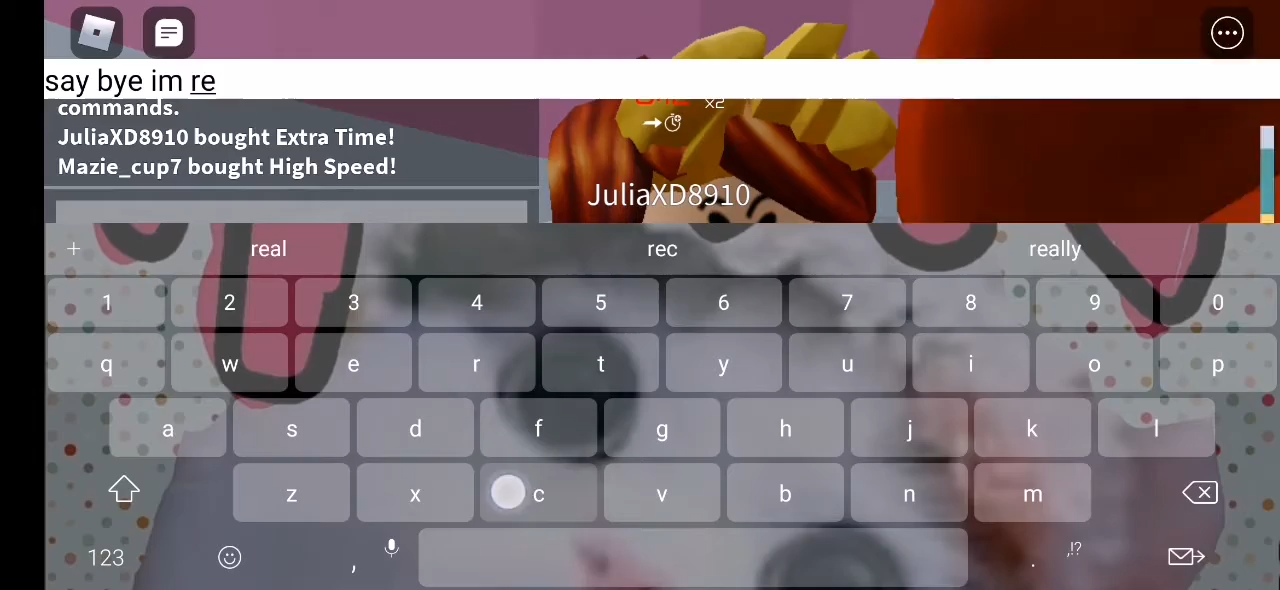 say bye im re
commands.
JuliaXD8910 bought Extra Time!
Mazie_cup7 bought High Speed!
x2
JuliaXD8910
+ real rec really
1 2 3 4 5 6 7 8 9 0
q w e r t y u i o p
a s d f g h j k l
z x c v b n m
123 , . ,!?